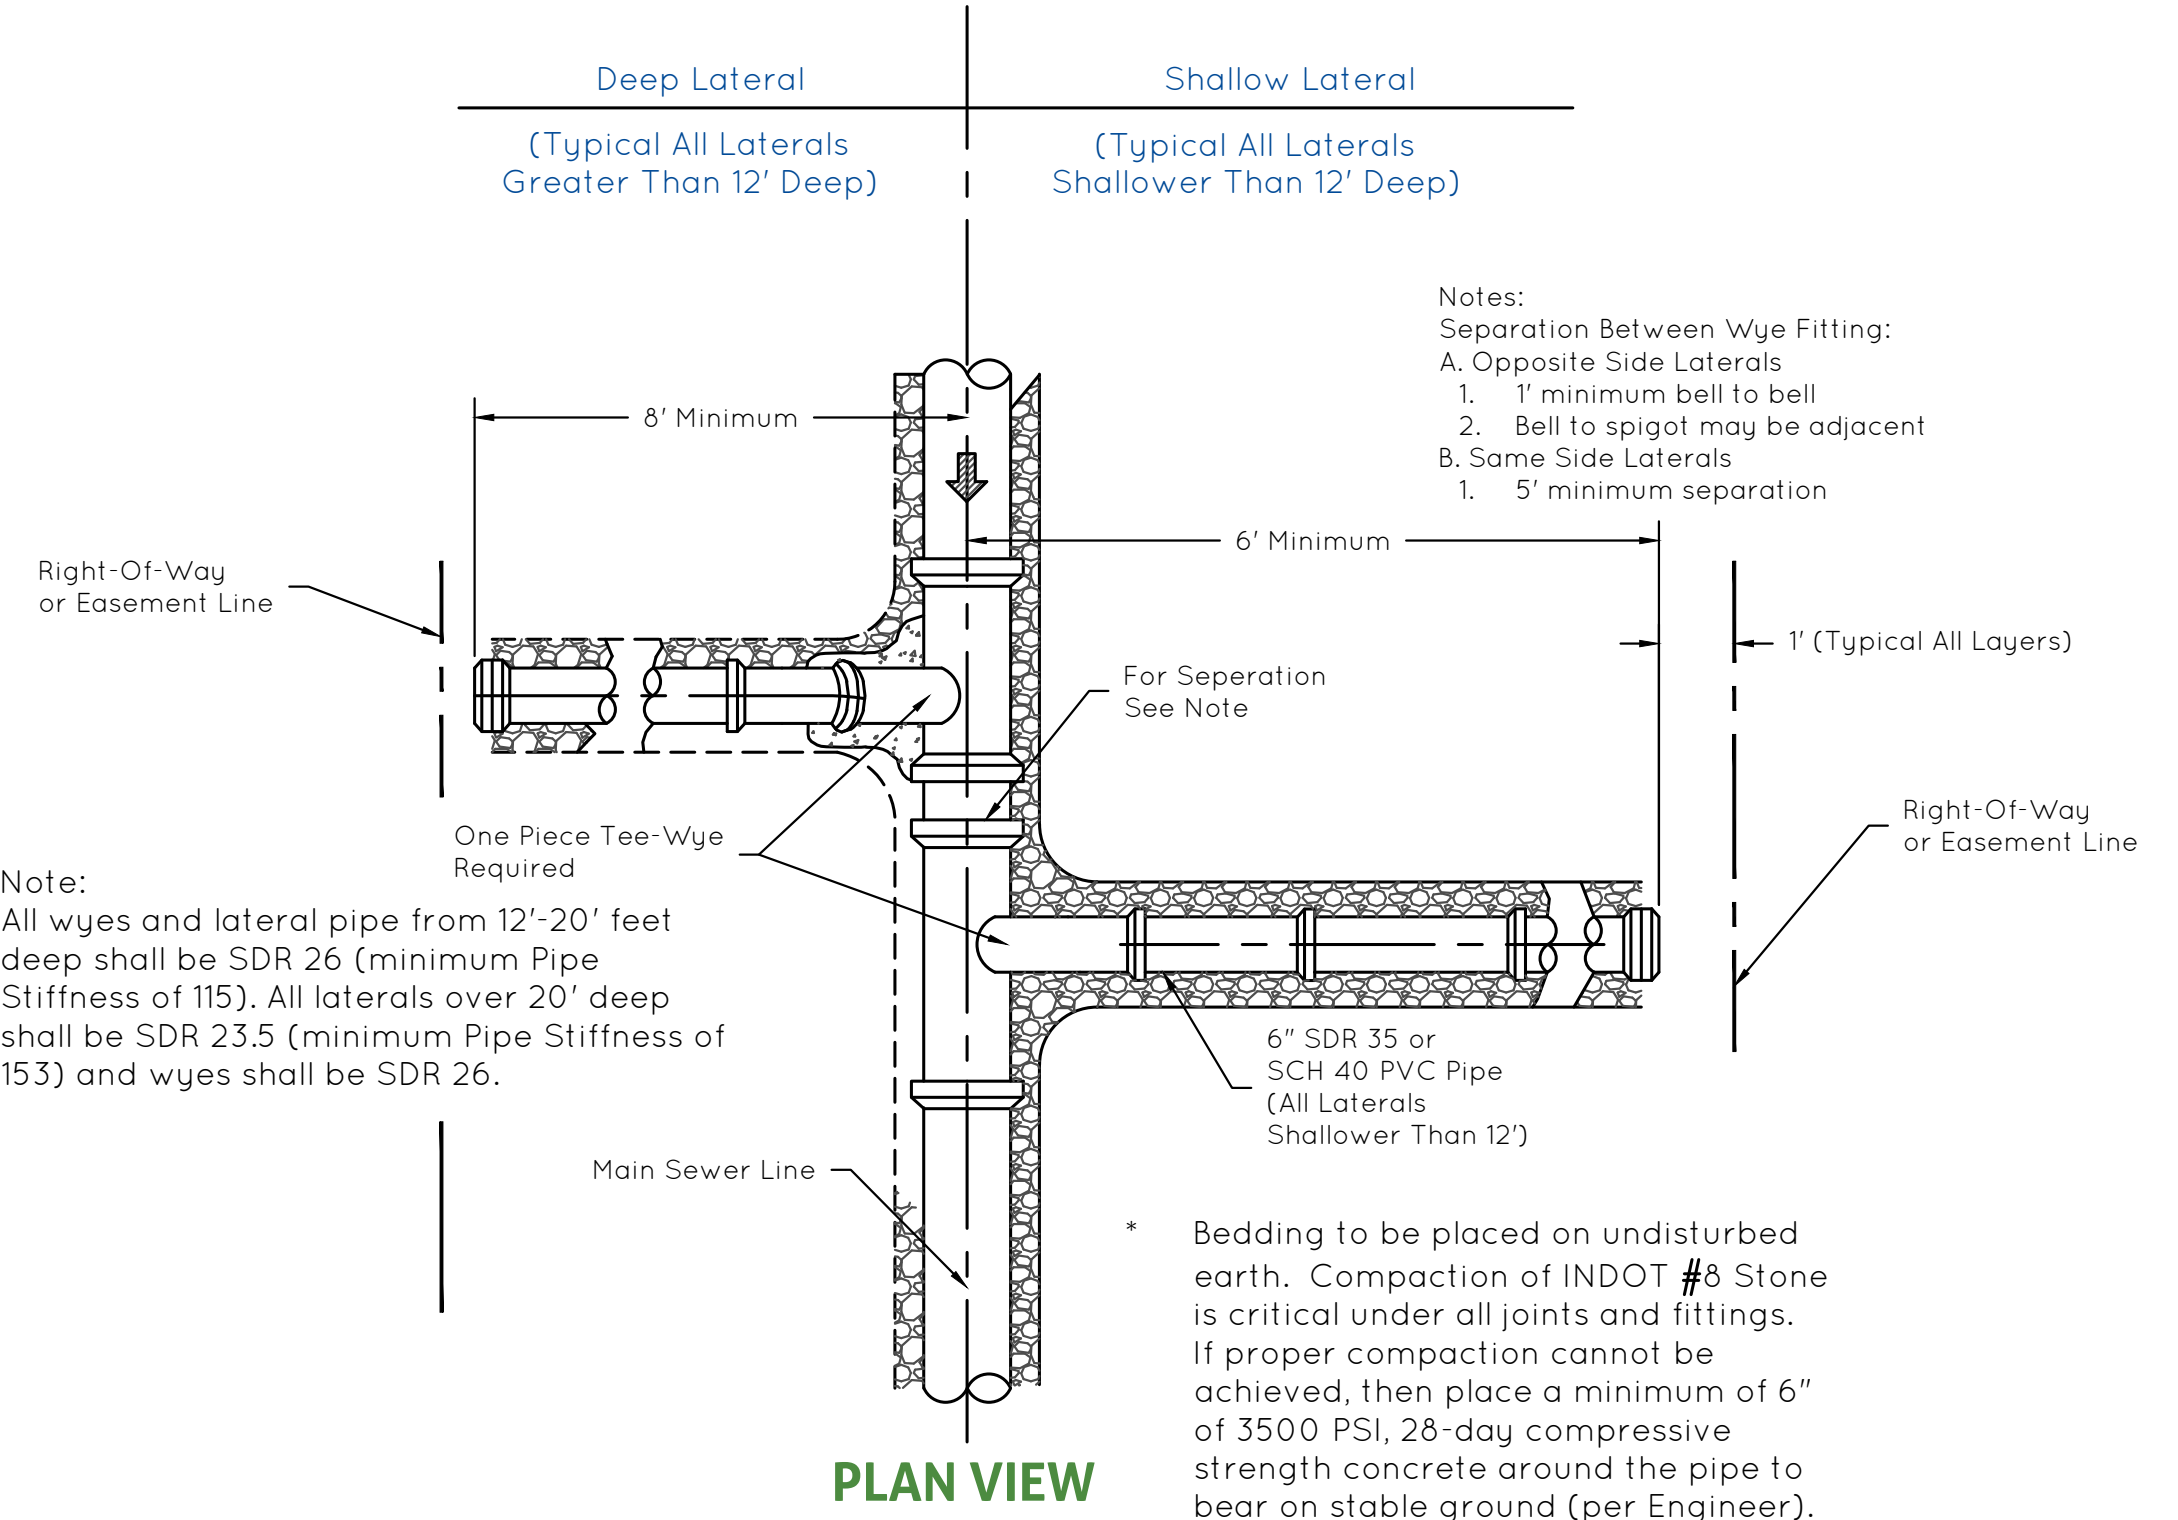 Deep Lateral
Shallow Lateral
(Typical All Laterals
Greater Than 12' Deep)
(Typical All Laterals
Shallower Than 12' Deep)
Notes:
Separation Between Wye Fitting:
A. Opposite Side Laterals
1. 1' minimum bell to bell
2. Bell to spigot may be adjacent
B. Same Side Laterals
1. 5' minimum separation
8' Minimum
6' Minimum
Right-Of-Way
or Easement Line
1' (Typical All Layers)
For Seperation
See Note
One Piece Tee-Wye
Required
Right-Of-Way
or Easement Line
Note:
All wyes and lateral pipe from 12'-20' feet
deep shall be SDR 26 (minimum Pipe
Stiffness of 115). All laterals over 20' deep
shall be SDR 23.5 (minimum Pipe Stiffness of
153) and wyes shall be SDR 26.
6" SDR 35 or
SCH 40 PVC Pipe
(All Laterals
Shallower Than 12')
Main Sewer Line
* Bedding to be placed on undisturbed
earth. Compaction of INDOT #8 Stone
is critical under all joints and fittings.
If proper compaction cannot be
achieved, then place a minimum of 6"
of 3500 PSI, 28-day compressive
strength concrete around the pipe to
bear on stable ground (per Engineer).
PLAN VIEW